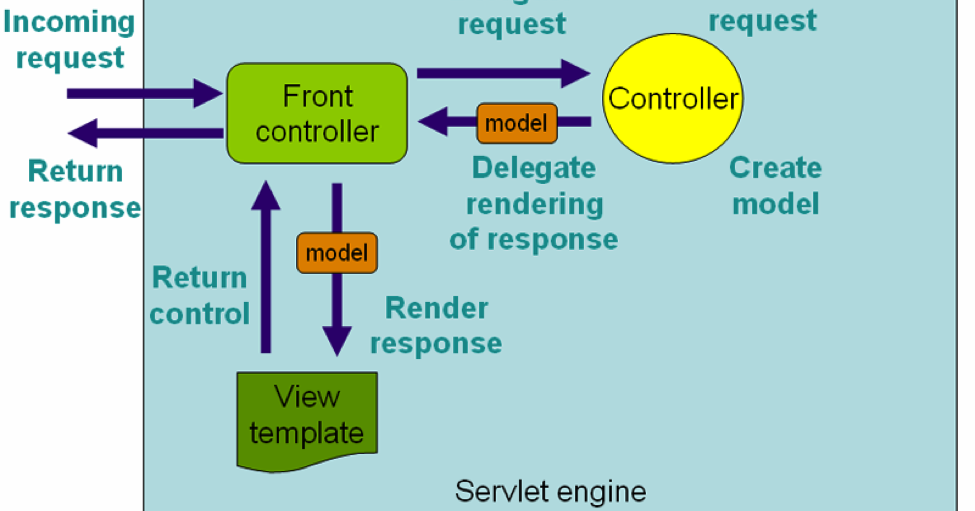 Incoming
request
request
request
Front
controller
Controller
model
Return
response
Delegate
rendering
of response
Create
model
model
Return
control
Render
response
View
template
Servlet engine